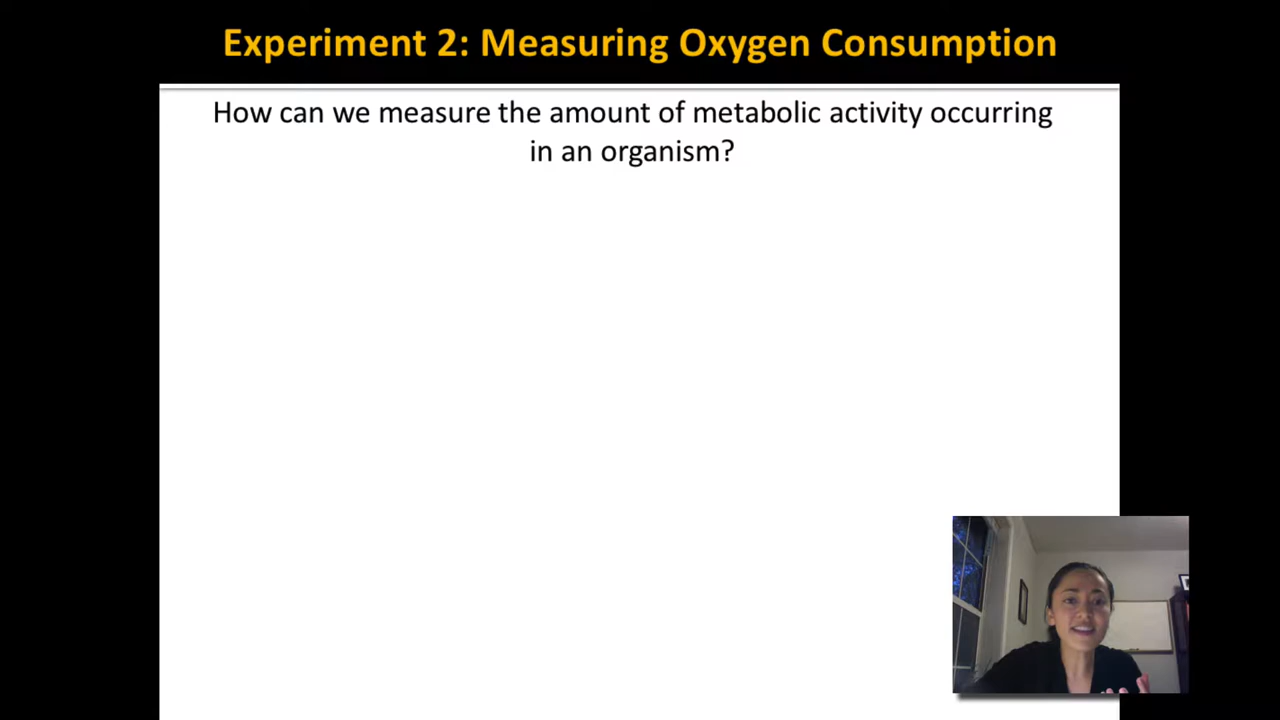 Experiment 2: Measuring Oxygen Consumption
How can we measure the amount of metabolic activity occurring
in an organism?